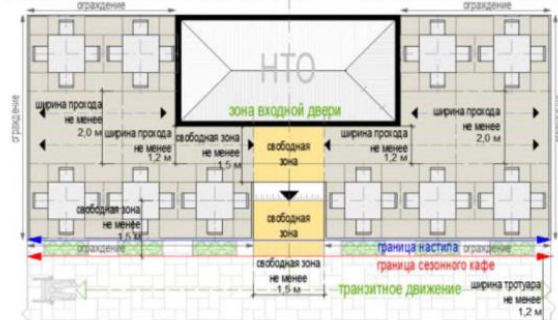 ограждение
ограждение
ограждение
ограждение
НТО
зона входной двери
ширина прохода
не менее
2,0 м
ширина прохода
не менее
1,2 м
свободная зона
не менее
1,5 м
свободная
зона
ширина прохода
не менее
1,2 м
ширина прохода
не менее
2,0 м
свободная зона
не менее
1,5 м
свободная
зона
граница настила
ограждение
ограждение
граница сезонного кафе
свободная зона
не менее
1,5 м
транзитное движение
ширина тротуара
не менее
1,2 м